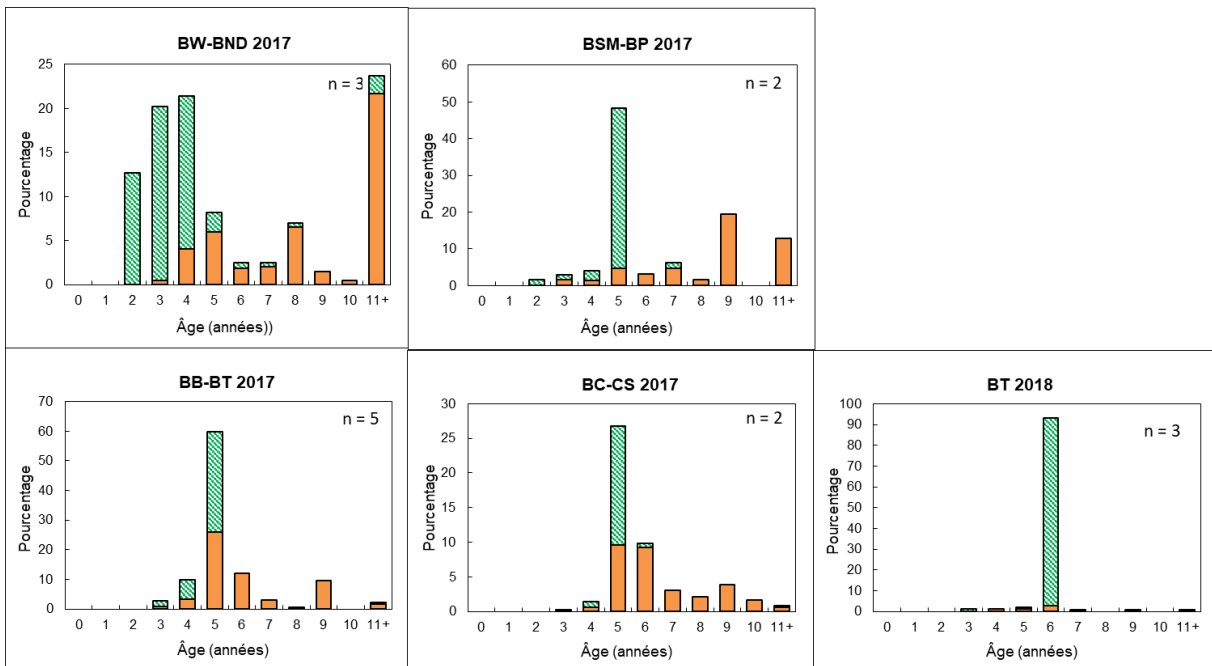 BW-BND 2017
n = 3
Pourcentage
25
20
15
10
5
0
0 1 2 3 4 5 6 7 8 9 10 11+
Âge (années))
BSM-BP 2017
n = 2
Pourcentage
60
50
40
30
20
10
0
0 1 2 3 4 5 6 7 8 9 10 11+
Âge (années)
BB-BT 2017
n = 5
Pourcentage
70
60
50
40
30
20
10
0
0 1 2 3 4 5 6 7 8 9 10 11+
Âge (années)
BC-CS 2017
n = 2
Pourcentage
30
25
20
15
10
5
0
0 1 2 3 4 5 6 7 8 9 10 11+
Âge (années)
BT 2018
n = 3
Pourcentage
100
90
80
70
60
50
40
30
20
10
0
0 1 2 3 4 5 6 7 8 9 10 11+
Âge (années)